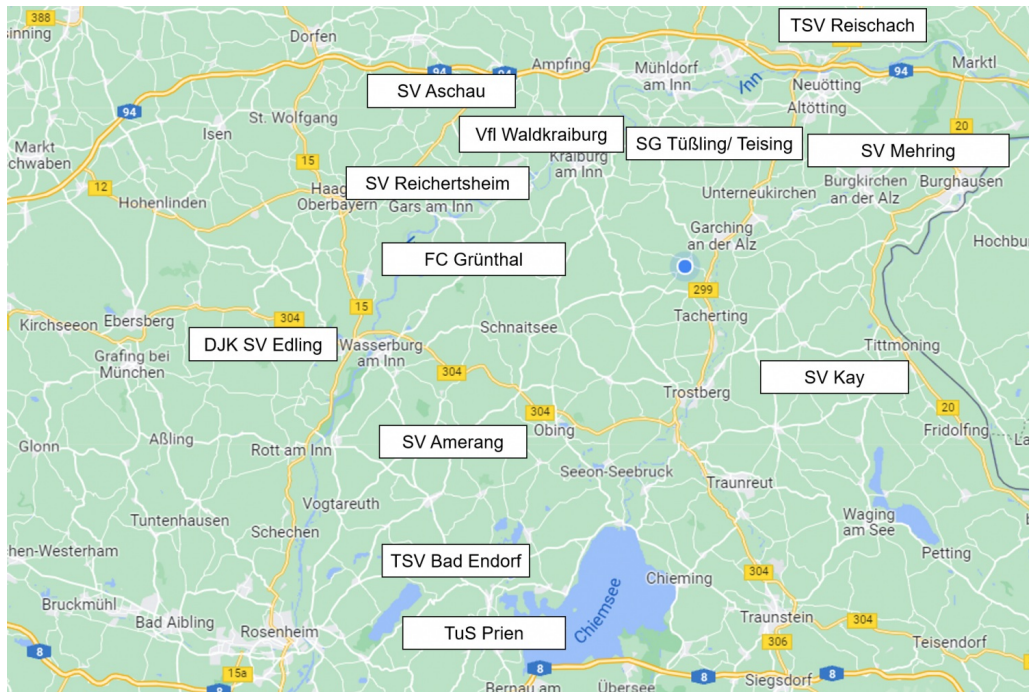 388
TSV Reischach
sinning
Dorfen
94
94
Ampfing
Mühldorf
am Inn
Inn
Neuötting
94
Marktl
SV Aschau
Altötting
94
St. Wolfgang
Isen
Vfl Waldkraiburg
SG Tüßling/ Teising
SV Mehring
20
Markt
Schwaben
15
Kraiburg
am Inn
12
Hohenlinden
Haag
Oberbayern
SV Reichertsheim
Gars am Inn
Unterneukirchen
Burgkirchen
an der Alz
Burghausen
Garching
an der Alz
Hochbu
FC Grünthal
299
15
Kirchseeon
Ebersberg
304
Schnaitsee
Tacherting
Grafing bei
München
DJK SV Edling
Wasserburg
am Inn
Tittmoning
304
SV Kay
Trostberg
304
Obing
20
Fridolfing
Glonn
Aßling
Rott am Inn
SV Amerang
Seeon-Seebruck
Traunreut
Vogtareuth
Tuntenhausen
Schechen
Waging
am See
hen-Westerham
TSV Bad Endorf
Petting
304
Chieming
Bruckmühl
Bad Aibling
Rosenheim
TuS Prien
Chiemsee
Traunstein
304
Teisendorf
306
8
15a
8
8
8
8
Bernau am
Übersee
Siegsdorf